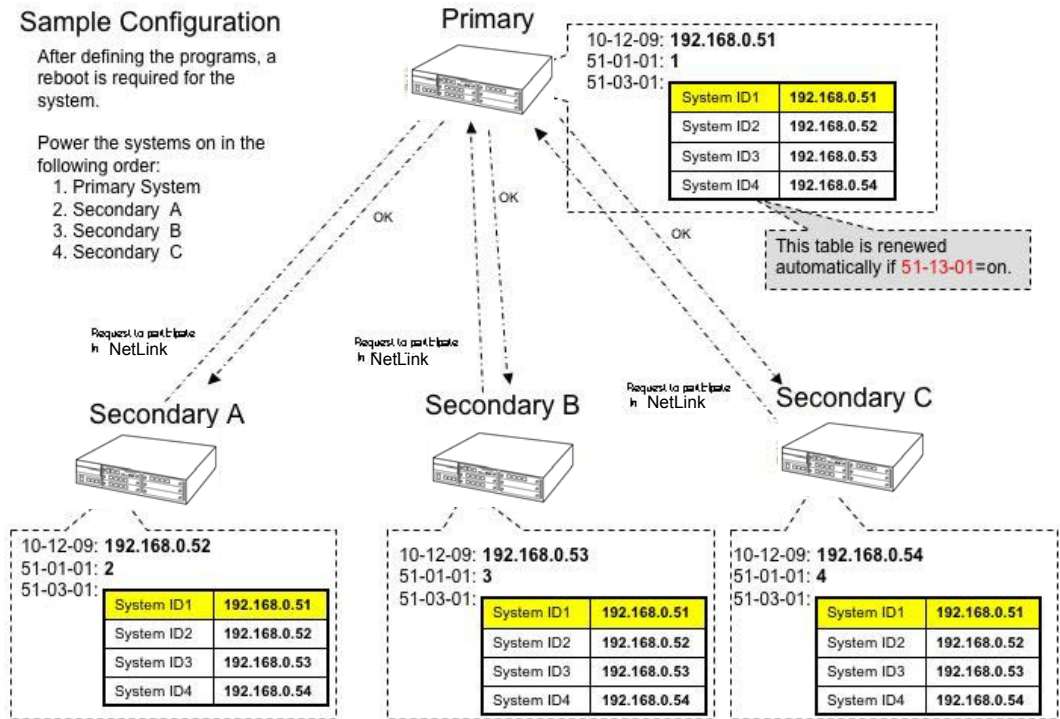 Sample Configuration
After defining the programs, a
reboot is required for the
system.
Power the systems on in the
following order:
1. Primary System
2. Secondary A
3. Secondary B
4. Secondary C
Primary
10-12-09: 192.168.0.51
51-01-01: 1
51-03-01:
System ID1 192.168.0.51
System ID2 192.168.0.52
System ID3 192.168.0.53
System ID4 192.168.0.54
This table is renewed
automatically if 51-13-01=on.
OK
OK
OK
Request to participate
in NetLink
Request to participate
in NetLink
Request to participate
in NetLink
Secondary A
10-12-09: 192.168.0.52
51-01-01: 2
51-03-01:
System ID1 192.168.0.51
System ID2 192.168.0.52
System ID3 192.168.0.53
System ID4 192.168.0.54
Secondary B
10-12-09: 192.168.0.53
51-01-01: 3
51-03-01:
System ID1 192.168.0.51
System ID2 192.168.0.52
System ID3 192.168.0.53
System ID4 192.168.0.54
Secondary C
10-12-09: 192.168.0.54
51-01-01: 4
51-03-01:
System ID1 192.168.0.51
System ID2 192.168.0.52
System ID3 192.168.0.53
System ID4 192.168.0.54